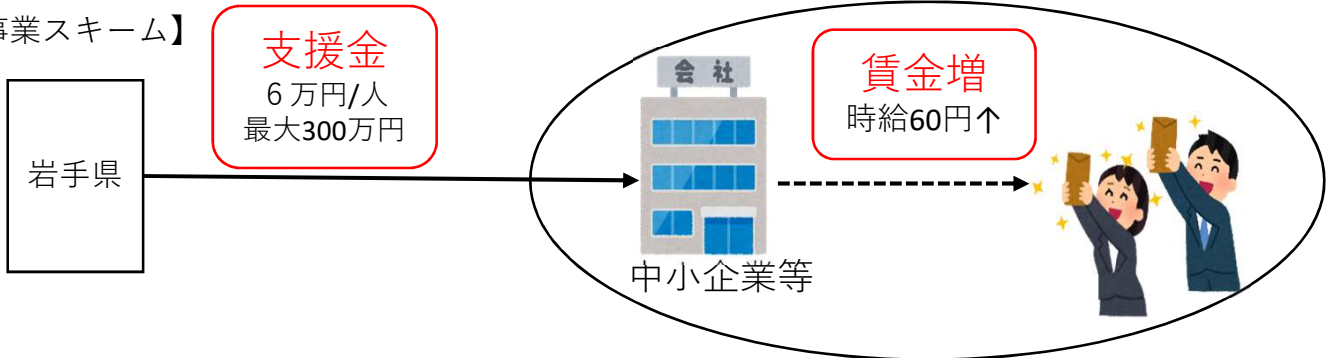 事業スキーム】
支援金
６万円/人
最大300万円
岩手県
会社
中小企業等
賃金増
時給60円↑